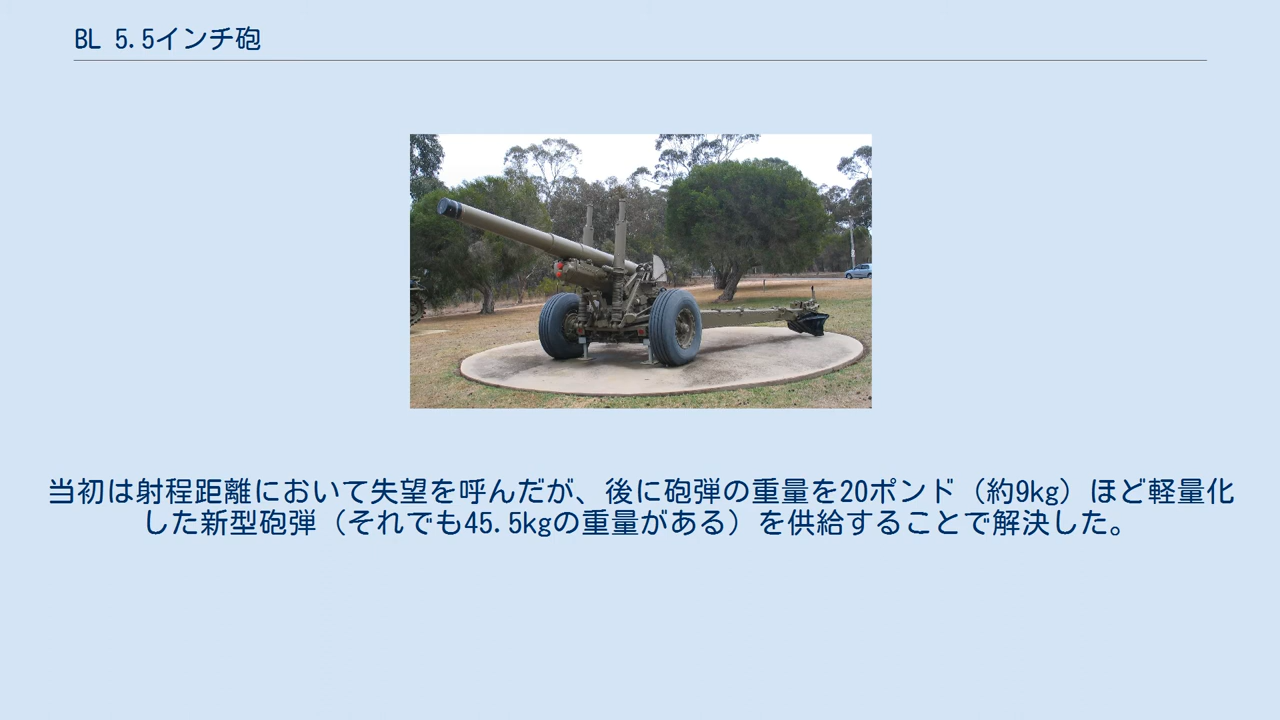 BL 5.5インチ砲
当初は射程距離において失望を呼んだが、後に砲弾の重量を20ポンド（約9kg）ほど軽量化
した新型砲弾（それでも45.5kgの重量がある）を供給することで解決した。